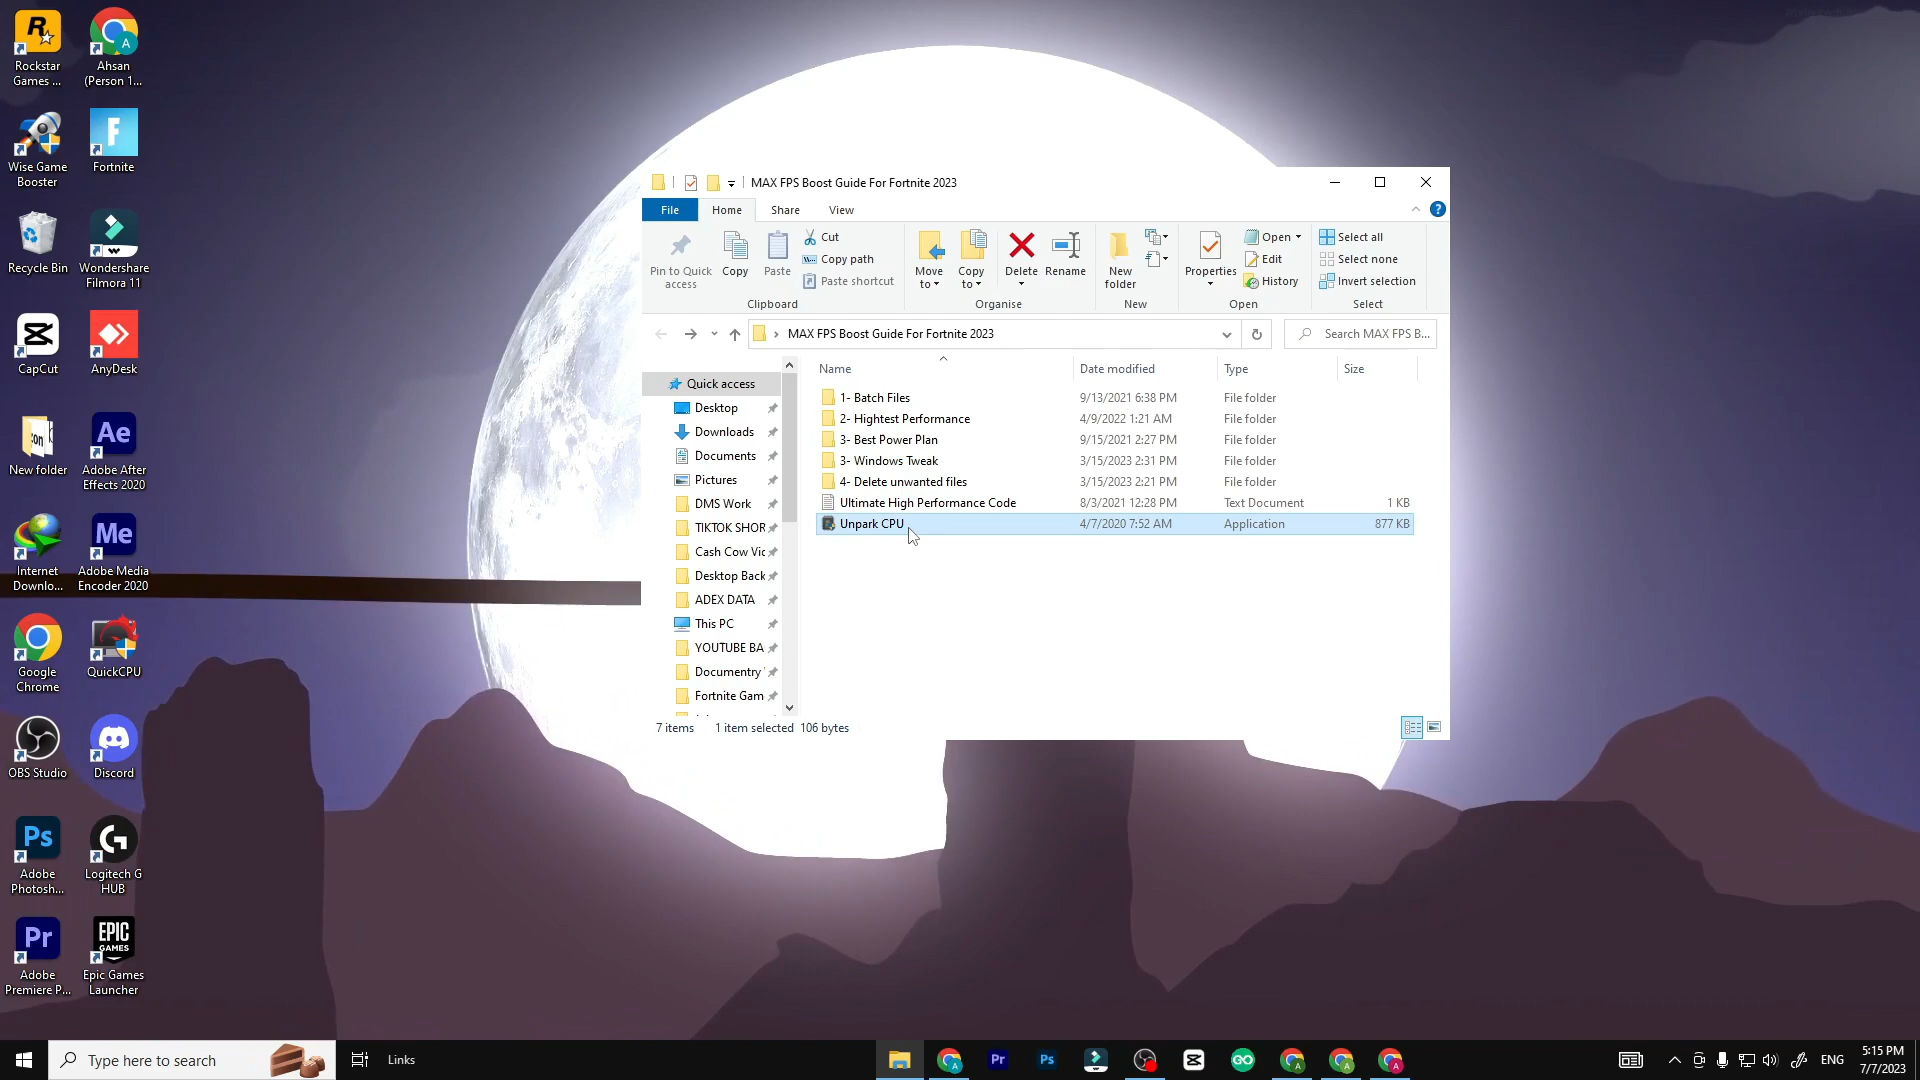 Rockstar
Games ...
Ahsan
(Person 1...
Wise Game
Booster
Fortnite
Recycle Bin
Wondershare
Filmora 11
CapCut
AnyDesk
New folder
Ae
Adobe After
Effects 2020
Internet
Downlo...
Me
Adobe Media
Encoder 2020
Google
Chrome
QuickCPU
OBS Studio
Discord
Ps
Adobe
Photosh...
Logitech G
HUB
Pr
Adobe
Premiere P...
EPIC
GAMES
Epic Games
Launcher
MAX FPS Boost Guide For Fortnite 2023
File Home Share View
Pin to Quick
access
Copy
Paste
Cut
Copy path
Paste shortcut
Clipboard
Move
to
Copy
to
Delete
Rename
Organise
New
folder
New
Properties
Open
Edit
History
Open
Select all
Select none
Invert selection
Select
MAX FPS Boost Guide For Fortnite 2023
Search MAX FPS B...
Name Date modified Type Size
Quick access
Desktop
Downloads
Documents
Pictures
DMS Work
TIKTOK SHOR
Cash Cow Vic
Desktop Back
ADEX DATA
This PC
YOUTUBE BA
Documentry
Fortnite Gam
1- Batch Files 9/13/2021 6:38 PM File folder
2- Hightest Performance 4/9/2022 1:21 AM File folder
3- Best Power Plan 9/15/2021 2:27 PM File folder
3- Windows Tweak 3/15/2023 2:31 PM File folder
4- Delete unwanted files 3/15/2023 2:21 PM File folder
Ultimate High Performance Code 8/3/2021 12:28 PM Text Document 1 KB
Unpark CPU 4/7/2020 7:52 AM Application 877 KB
7 items 1 item selected 106 bytes
Type here to search
Links
Pr
Ps
GO
ENG
5:15 PM
7/7/2023